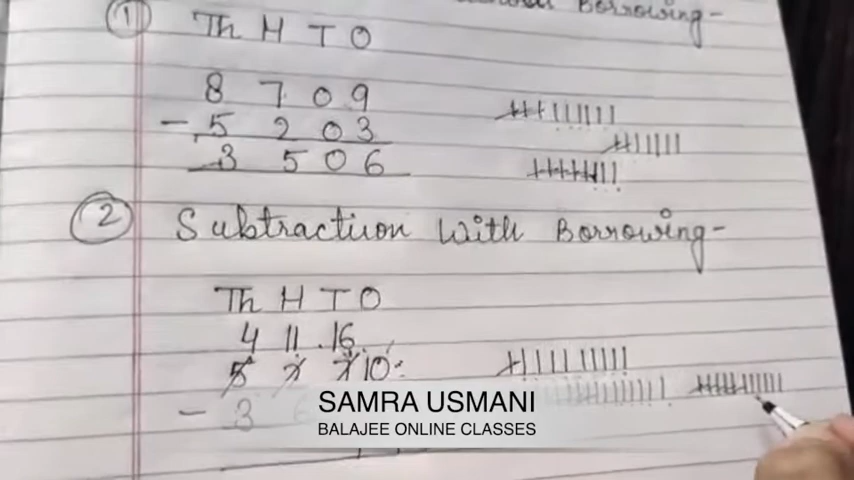 Borrowing-
1
Th H T O
8 7 0 9
- 5 2 0 3
3 5 0 6
2 Subtraction With Borrowing-
Th H T O
4 11 16
5 2 7 10
- 3
SAMRA USMANI
BALAJEE ONLINE CLASSES